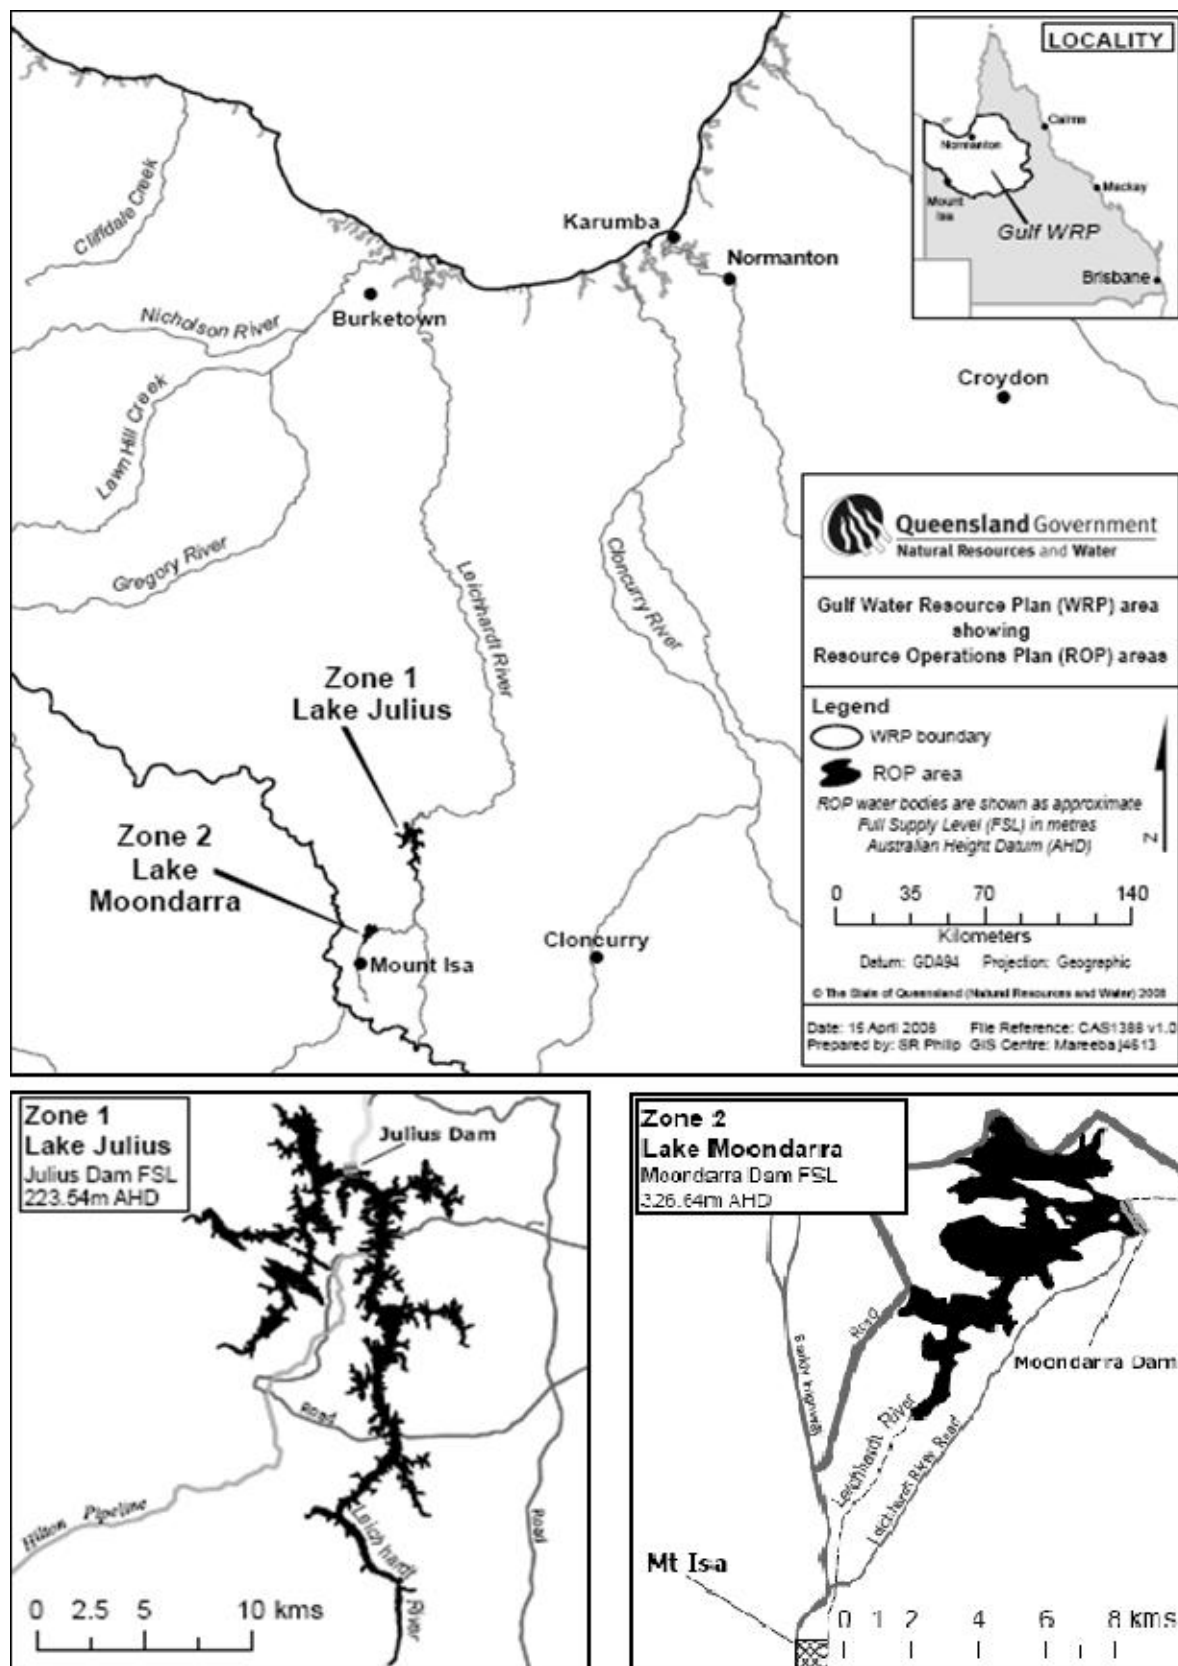 LOCALITY
Cairns
Normanton
Mount
Isa
Mackay
Gulf WRP
Brisbane
Cliffdale Creek
Karumba
Normanton
Burketown
Nicholson River
Croydon
Lawn Hill Creek
Gregory River
Leichhardt River
Cloncurry River
Zone 1
Lake Julius
Zone 2
Lake
Moondarra
Mount Isa
Cloncurry
Queensland Government
Natural Resources and Water
Gulf Water Resource Plan (WRP) area
showing
Resource Operations Plan (ROP) areas
Legend
WRP boundary
ROP area
ROP water bodies are shown as approximate
Full Supply Level (FSL) in metres
Australian Height Datum (AHD)
N
0 35 70 140
Kilometers
Datum: GDA94 Projection: Geographic
© The State of Queensland (Natural Resources and Water) 2008
Date: 15 April 2008 File Reference: CAS1388 v1.0
Prepared by: SR Philip GIS Centre: Mareeba j4613
Zone 1
Lake Julius
Julius Dam FSL
223.54m AHD
Julius Dam
Road
Hilton Pipeline
Leichhardt
River
Road
0 2.5 5 10 kms
Zone 2
Lake Moondarra
Moondarra Dam FSL
326.64m AHD
Road
Moondarra Dam
Leichhardt River
Leichhardt River Road
Mt Isa
0 1 2 4 6 8 kms